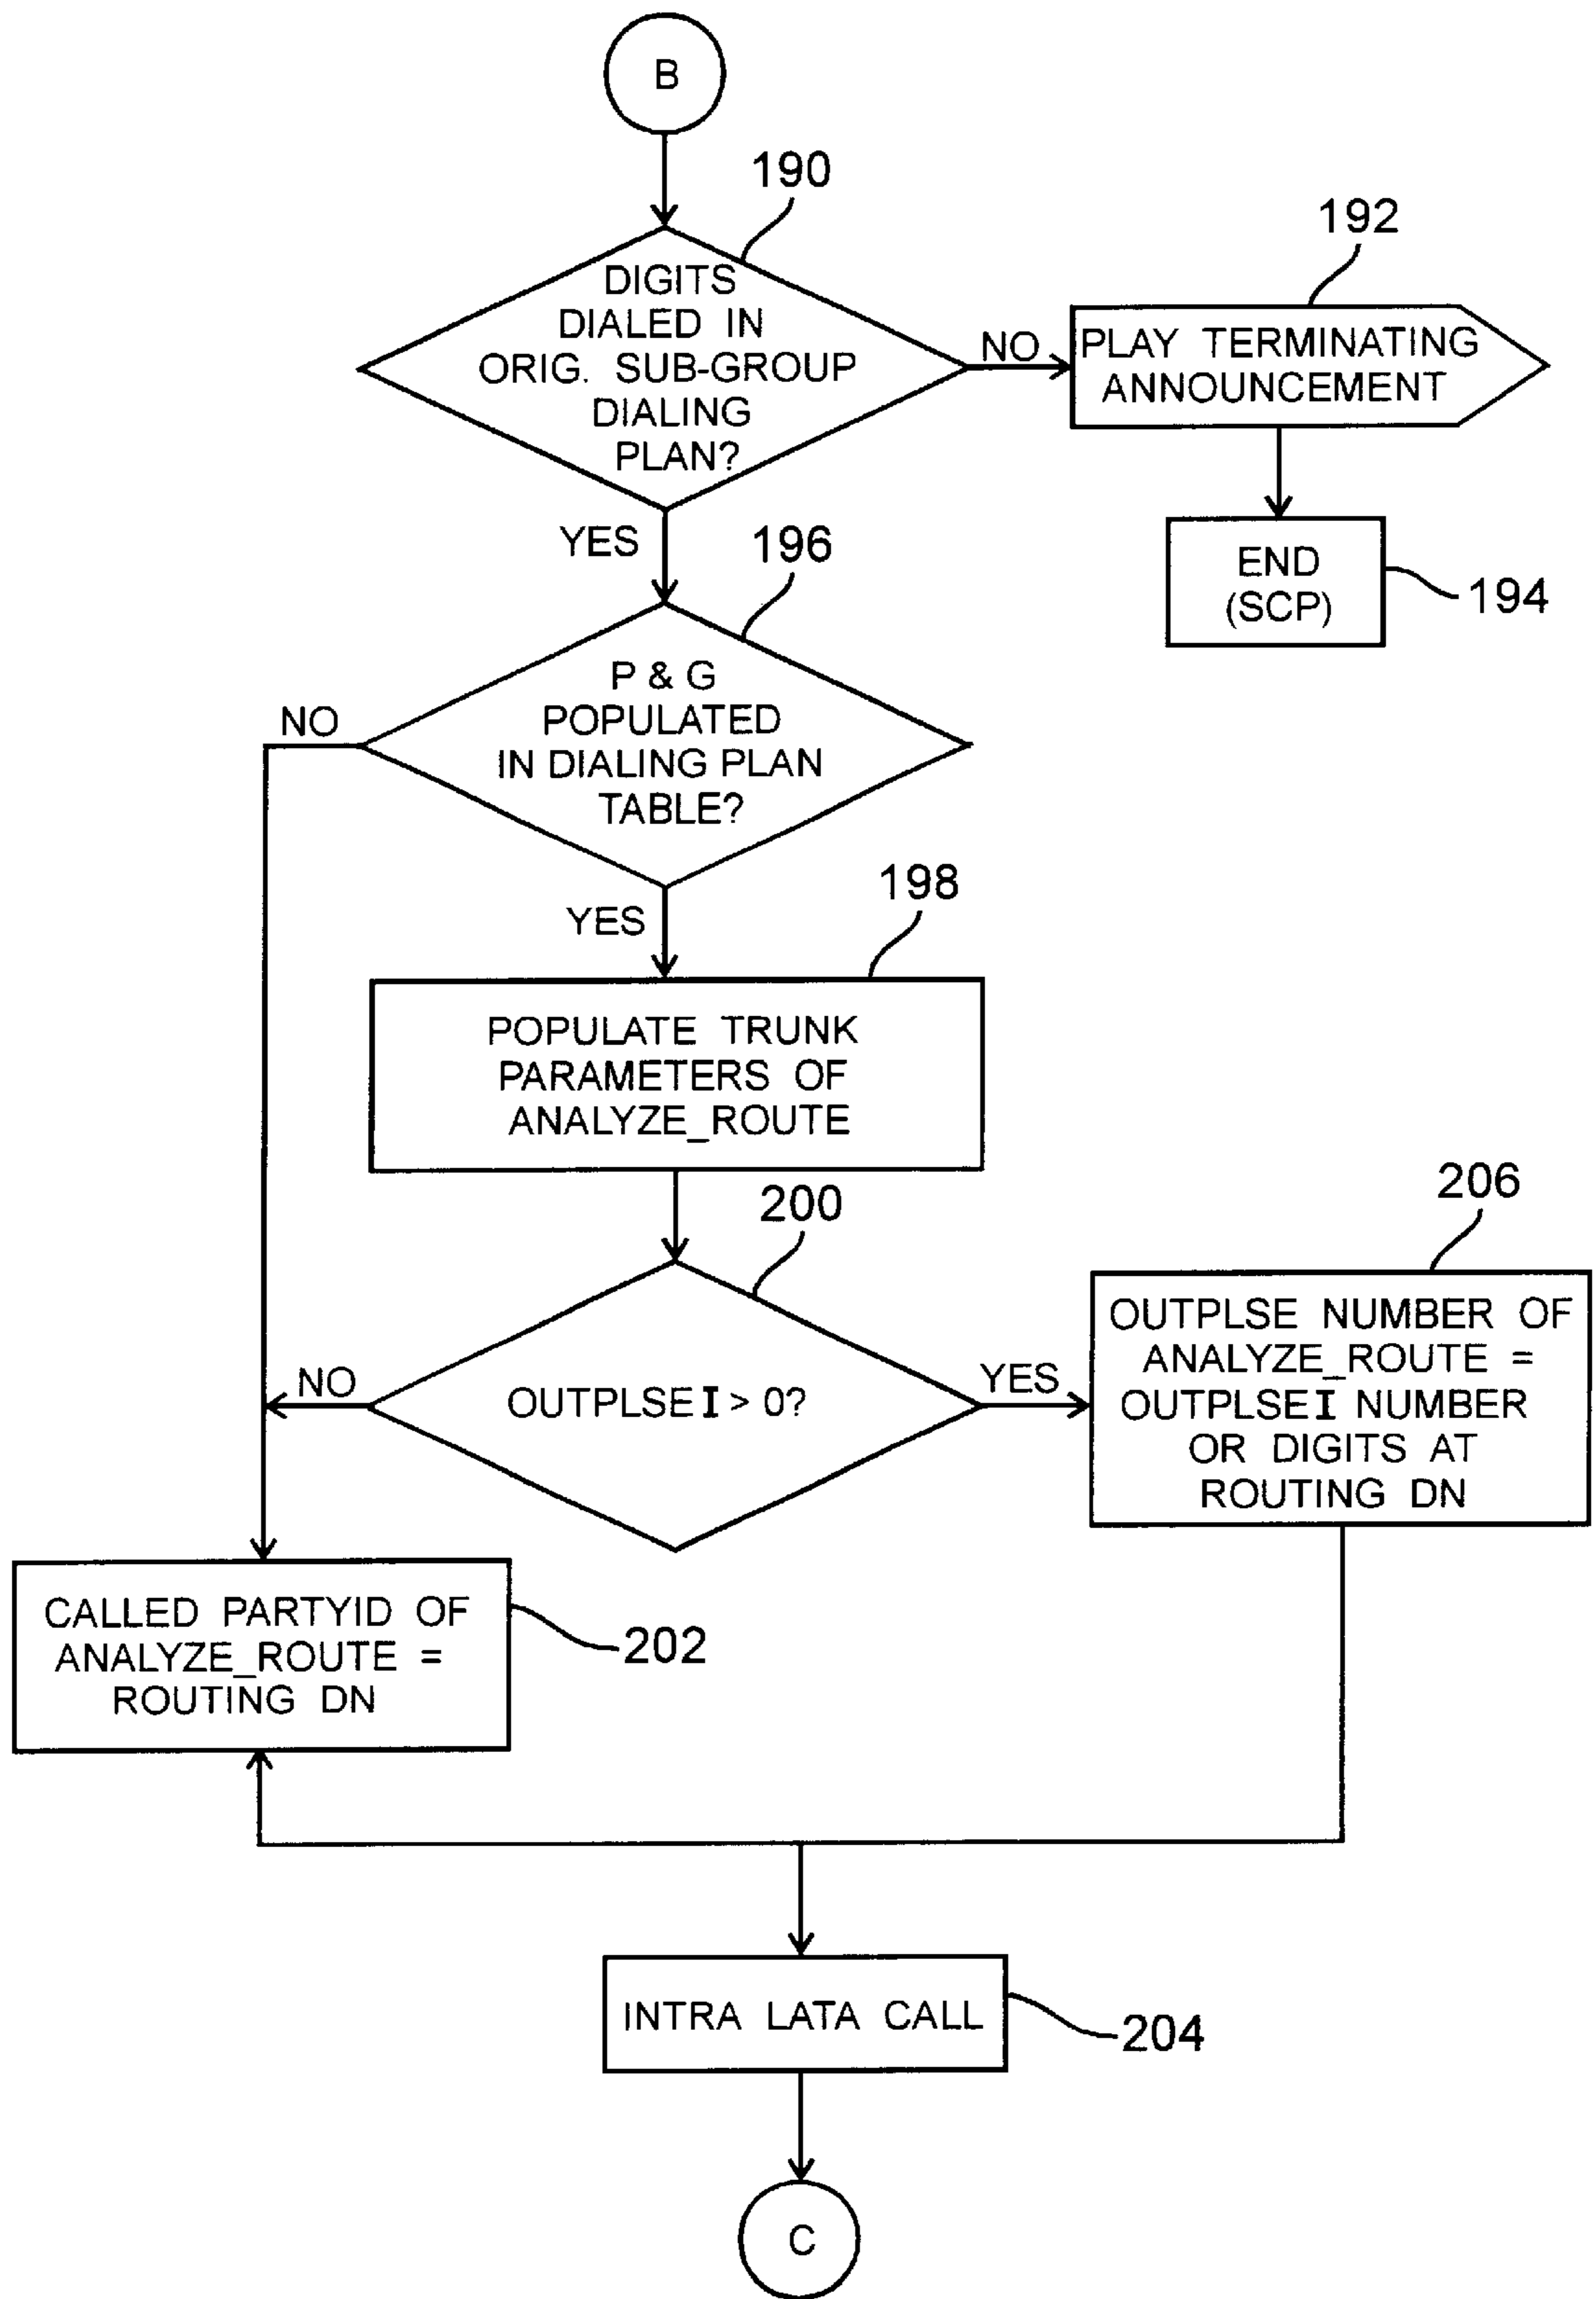 B
190
DIGITS
DIALED IN
ORIG. SUB-GROUP
DIALING
PLAN?
NO
192
PLAY TERMINATING
ANNOUNCEMENT
END
(SCP)
194
YES
196
P & G
POPULATED
IN DIALING PLAN
TABLE?
NO
YES
198
POPULATE TRUNK
PARAMETERS OF
ANALYZE_ROUTE
200
OUTPLSEI > 0?
NO
YES
206
OUTPLSE NUMBER OF
ANALYZE_ROUTE =
OUTPLSEI NUMBER
OR DIGITS AT
ROUTING DN
CALLED PARTYID OF
ANALYZE_ROUTE =
ROUTING DN
202
INTRA LATA CALL
204
C